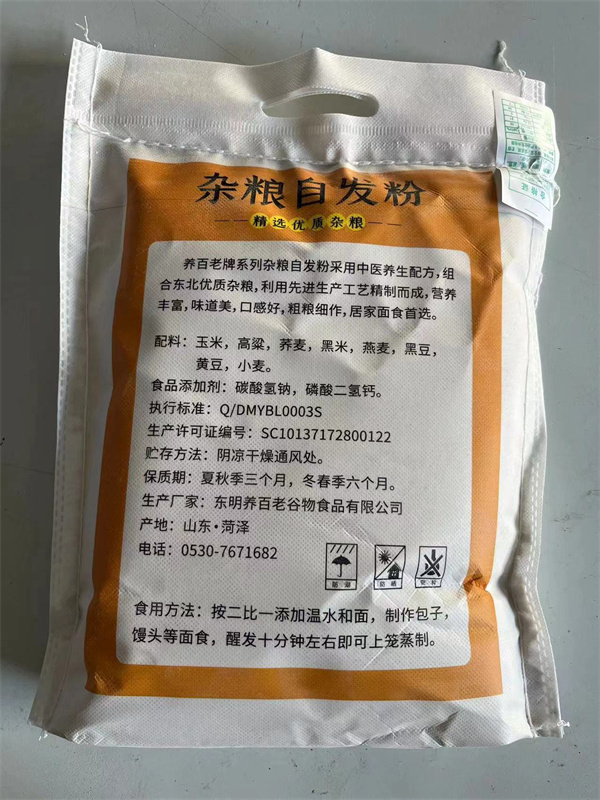 杂粮自发粉
精选优质杂粮
养百老牌系列杂粮自发粉采用中医养生配方，组
合东北优质杂粮，利用先进生产工艺精制而成，营养
丰富，味道美，口感好，粗粮细作，居家面食首选。
配料：玉米，高粱，荞麦，黑米，燕麦，黑豆，
黄豆，小麦。
食品添加剂：碳酸氢钠，磷酸二氢钙。
执行标准：Q/DMYBL0003S
生产许可证编号：SC10137172800122
贮存方法：阴凉干燥通风处。
保质期：夏秋季三个月，冬春季六个月。
生产厂家：东明养百老谷物食品有限公司
产地：山东·菏泽
电话：0530-7671682
防潮 防晒
食用方法：按二比一添加温水和面，制作包子，
馒头等面食，醒发十分钟左右即可上笼蒸制。